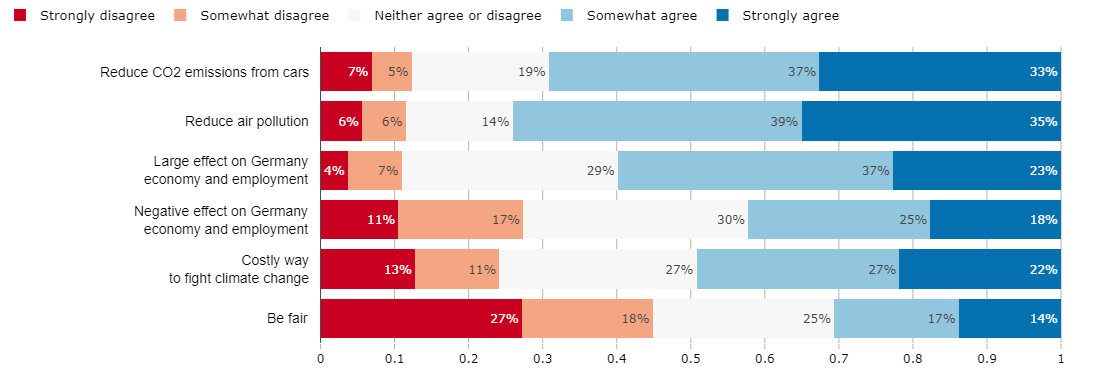 Strongly disagree Somewhat disagree Neither agree or disagree Somewhat agree Strongly agree
Reduce CO2 emissions from cars 7% 5% 19% 37% 33%
Reduce air pollution 6% 6% 14% 39% 35%
Large effect on Germany
economy and employment 4% 7% 29% 37% 23%
Negative effect on Germany
economy and employment 11% 17% 30% 25% 18%
Costly way
to fight climate change 13% 11% 27% 27% 22%
Be fair 27% 18% 25% 17% 14%
0 0.1 0.2 0.3 0.4 0.5 0.6 0.7 0.8 0.9 1